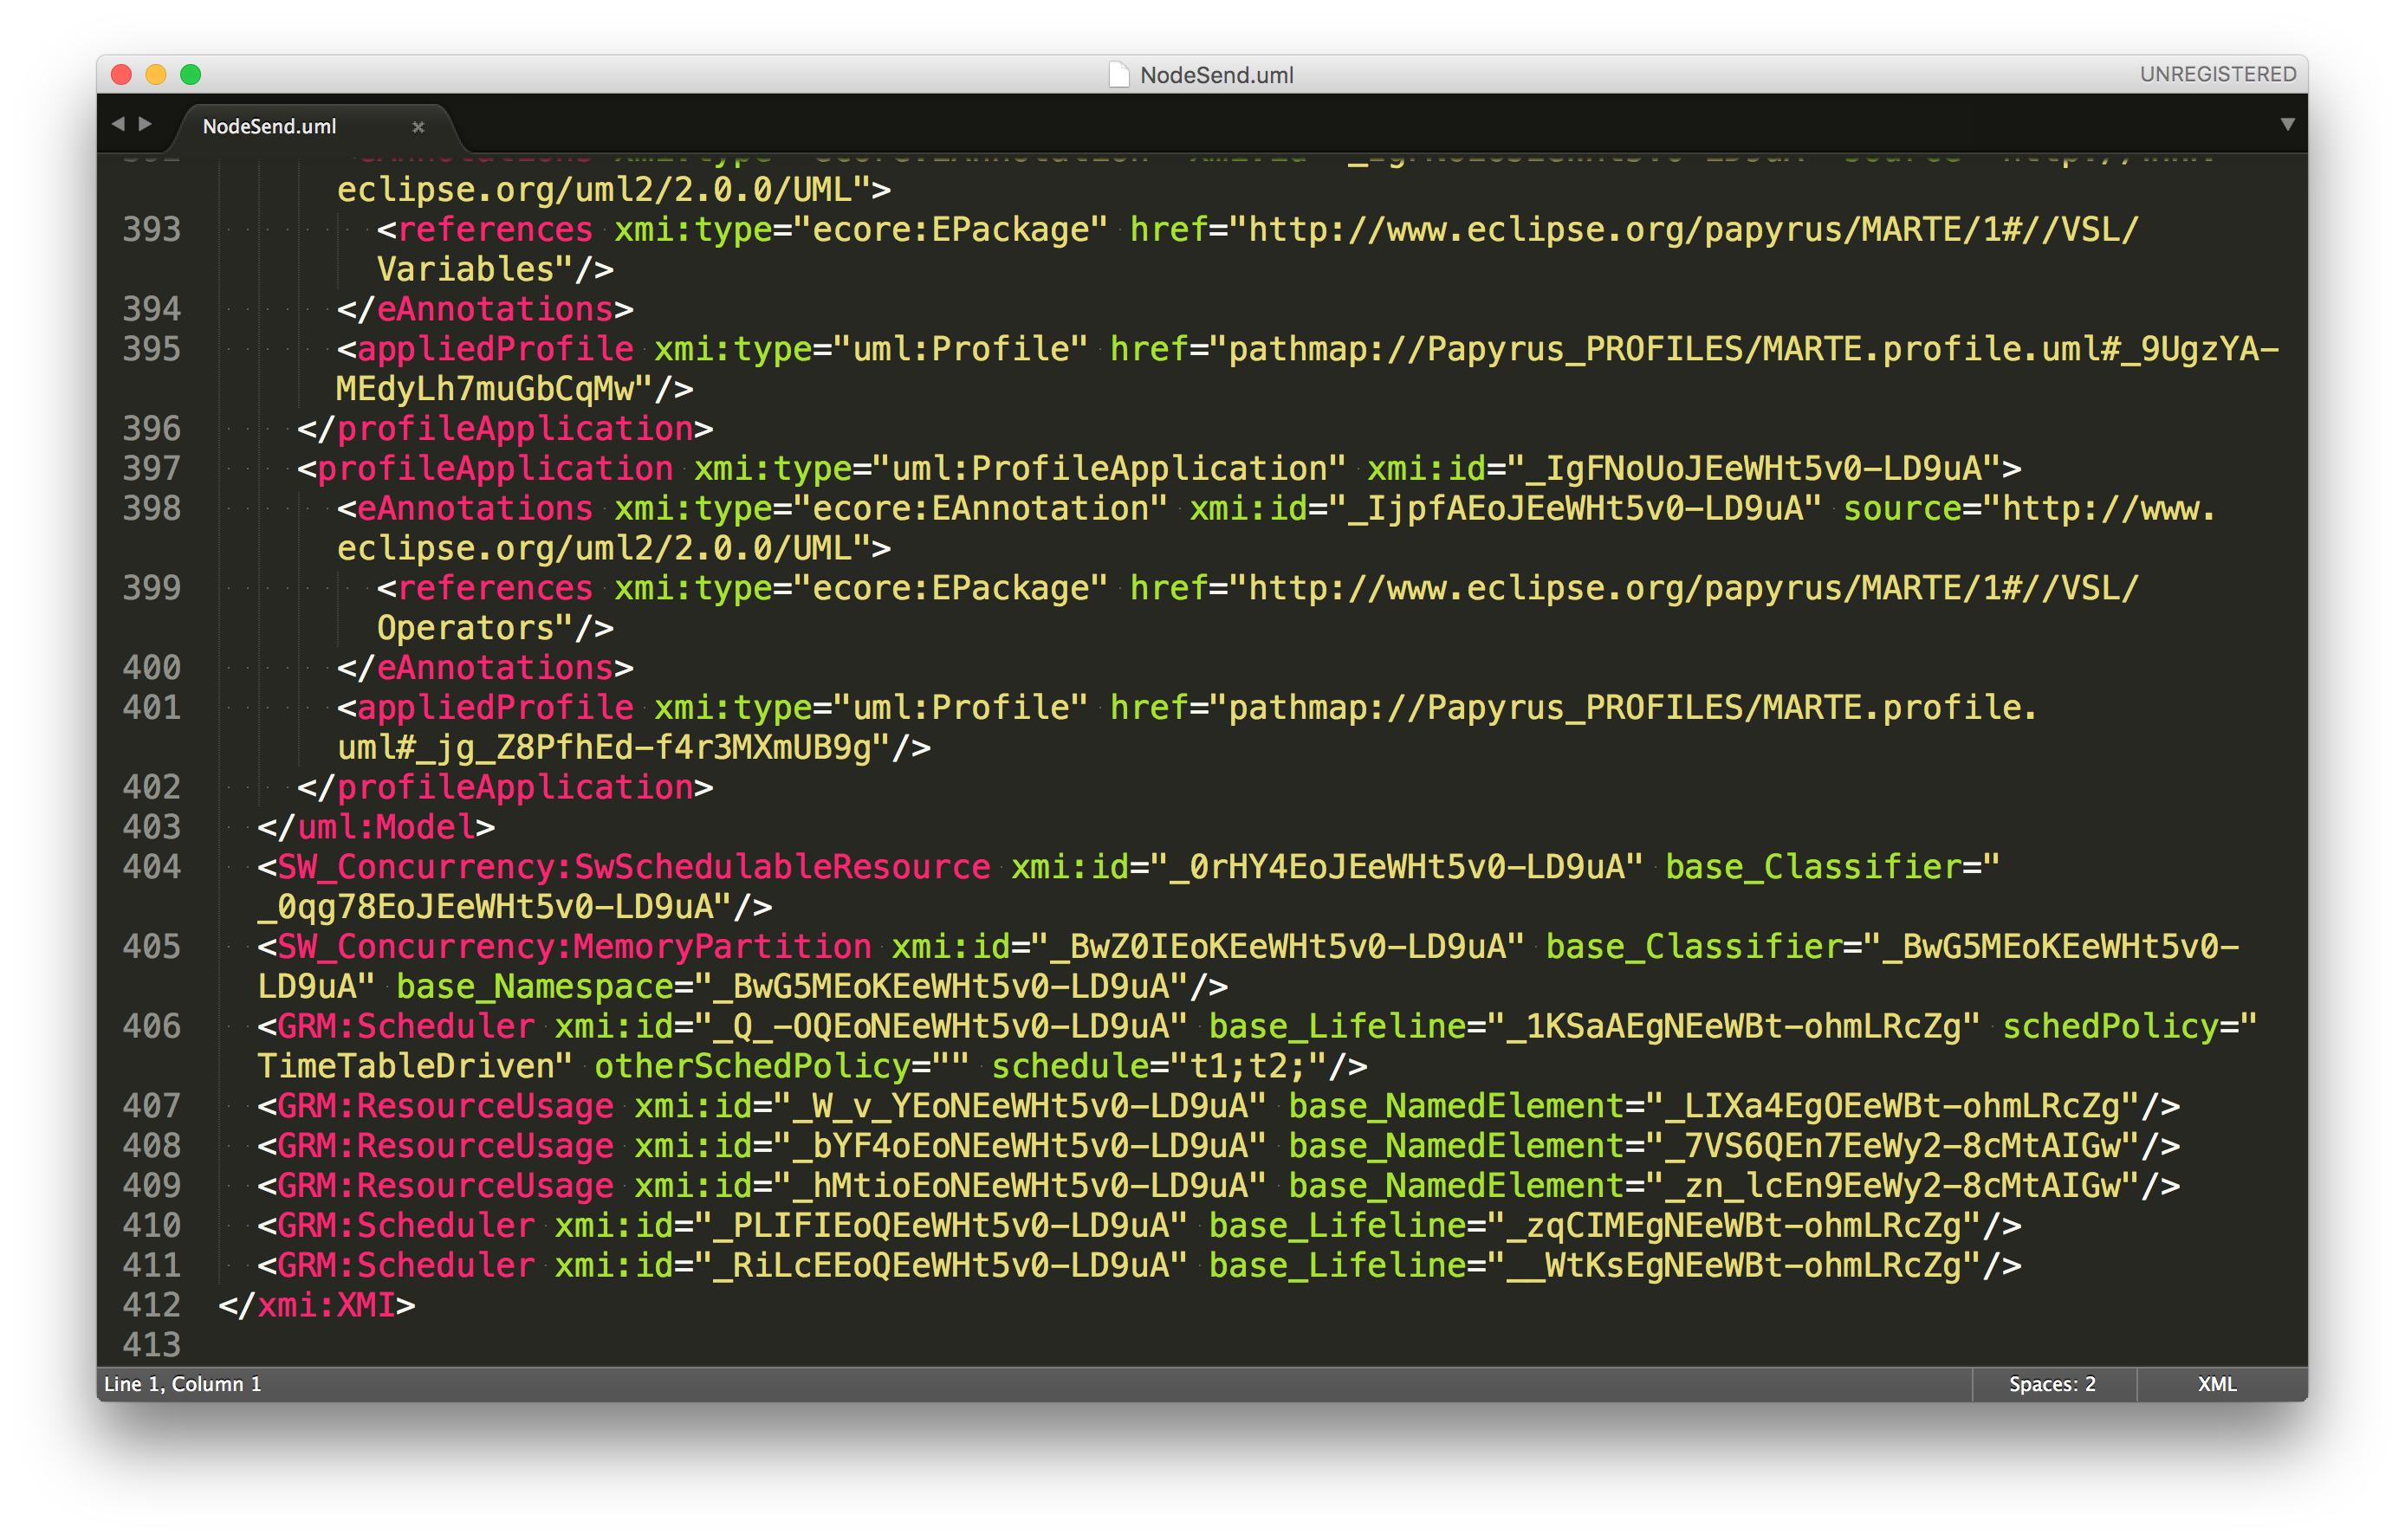 NodeSend.uml
UNREGISTERED
NodeSend.uml
eclipse.org/uml2/2.0.0/UML">
393 <references xmi:type="ecore:EPackage" href="http://www.eclipse.org/papyrus/MARTE/1#//VSL/
Variables"/>
394 </eAnnotations>
395 <appliedProfile xmi:type="uml:Profile" href="pathmap://Papyrus_PROFILES/MARTE.profile.uml#_9UgzYA-
MEdyLh7muGbCqMw"/>
396 </profileApplication>
397 <profileApplication xmi:type="uml:ProfileApplication" xmi:id="_IgFNoUoJEeWHt5v0-LD9uA">
398 <eAnnotations xmi:type="ecore:EAnnotation" xmi:id="_IjpfAEoJEeWHt5v0-LD9uA" source="http://www.
eclipse.org/uml2/2.0.0/UML">
399 <references xmi:type="ecore:EPackage" href="http://www.eclipse.org/papyrus/MARTE/1#//VSL/
Operators"/>
400 </eAnnotations>
401 <appliedProfile xmi:type="uml:Profile" href="pathmap://Papyrus_PROFILES/MARTE.profile.
uml#_jg_Z8PfhEd-f4r3MXmUB9g"/>
402 </profileApplication>
403 </uml:Model>
404 <SW_Concurrency:SwSchedulableResource xmi:id="_0rHY4EoJEeWHt5v0-LD9uA" base_Classifier="
_0qg78EoJEeWHt5v0-LD9uA"/>
405 <SW_Concurrency:MemoryPartition xmi:id="_BwZ0IEoKEeWHt5v0-LD9uA" base_Classifier="_BwG5MEoKEeWHt5v0-
LD9uA" base_Namespace="_BwG5MEoKEeWHt5v0-LD9uA"/>
406 <GRM:Scheduler xmi:id="_Q_-OQEoNEeWHt5v0-LD9uA" base_Lifeline="_1KSaAEgNEeWBt-ohmLRcZg" schedPolicy="
TimeTableDriven" otherSchedPolicy="" schedule="t1;t2;"/>
407 <GRM:ResourceUsage xmi:id="_W_v_YEoNEeWHt5v0-LD9uA" base_NamedElement="_LIXa4EgOEeWBt-ohmLRcZg"/>
408 <GRM:ResourceUsage xmi:id="_bYF4oEoNEeWHt5v0-LD9uA" base_NamedElement="_7VS6QEn7EeWy2-8cMtAIGw"/>
409 <GRM:ResourceUsage xmi:id="_hMtioEoNEeWHt5v0-LD9uA" base_NamedElement="_zn_lcEn9EeWy2-8cMtAIGw"/>
410 <GRM:Scheduler xmi:id="_PLIFIEoQEeWHt5v0-LD9uA" base_Lifeline="_zqCIMEgNEeWBt-ohmLRcZg"/>
411 <GRM:Scheduler xmi:id="_RiLcEEoQEeWHt5v0-LD9uA" base_Lifeline="__WtKsEgNEeWBt-ohmLRcZg"/>
412 </xmi:XMI>
413
Line 1, Column 1
Spaces: 2
XML